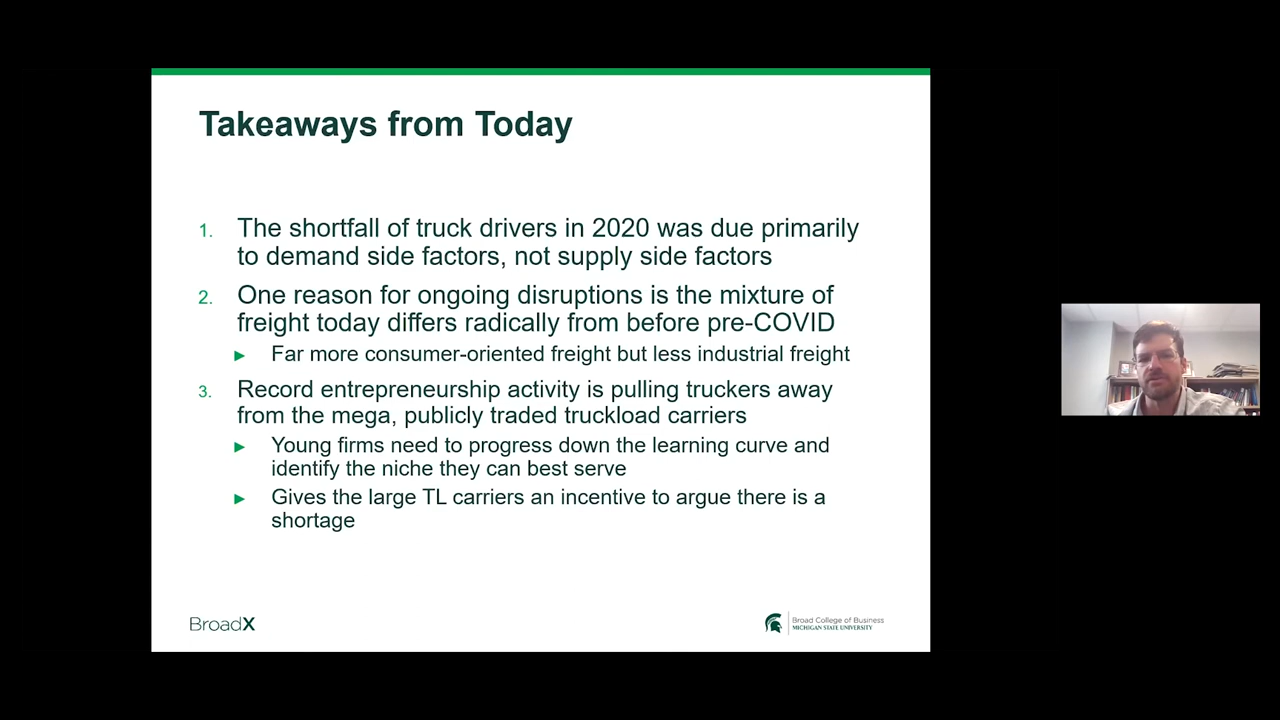 Takeaways from Today
1. The shortfall of truck drivers in 2020 was due primarily
to demand side factors, not supply side factors
2. One reason for ongoing disruptions is the mixture of
freight today differs radically from before pre-COVID
Far more consumer-oriented freight but less industrial freight
3. Record entrepreneurship activity is pulling truckers away
from the mega, publicly traded truckload carriers
Young firms need to progress down the learning curve and
identify the niche they can best serve
Gives the large TL carriers an incentive to argue there is a
shortage
BroadX
Broad College of Business
MICHIGAN STATE UNIVERSITY